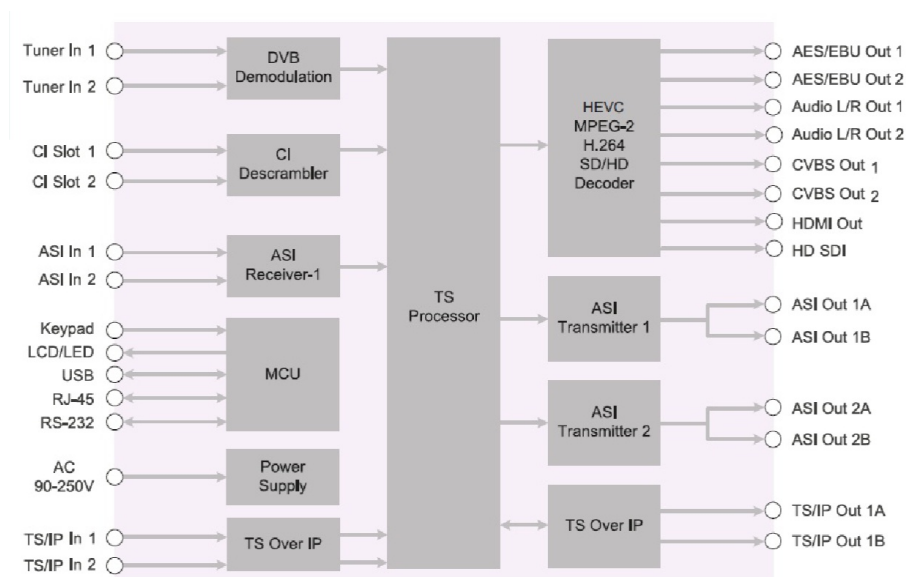 Tuner In 1
Tuner In 2
DVB
Demodulation
CI Slot 1
CI Slot 2
CI
Descrambler
ASI In 1
ASI In 2
ASI
Receiver-1
Keypad
LCD/LED
USB
RJ-45
RS-232
MCU
AC
90-250V
Power
Supply
TS/IP In 1
TS/IP In 2
TS Over IP
TS
Processor
HEVC
MPEG-2
H.264
SD/HD
Decoder
AES/EBU Out 1
AES/EBU Out 2
Audio L/R Out 1
Audio L/R Out 2
CVBS Out 1
CVBS Out 2
HDMI Out
HD SDI
ASI
Transmitter 1
ASI Out 1A
ASI Out 1B
ASI
Transmitter 2
ASI Out 2A
ASI Out 2B
TS Over IP
TS/IP Out 1A
TS/IP Out 1B